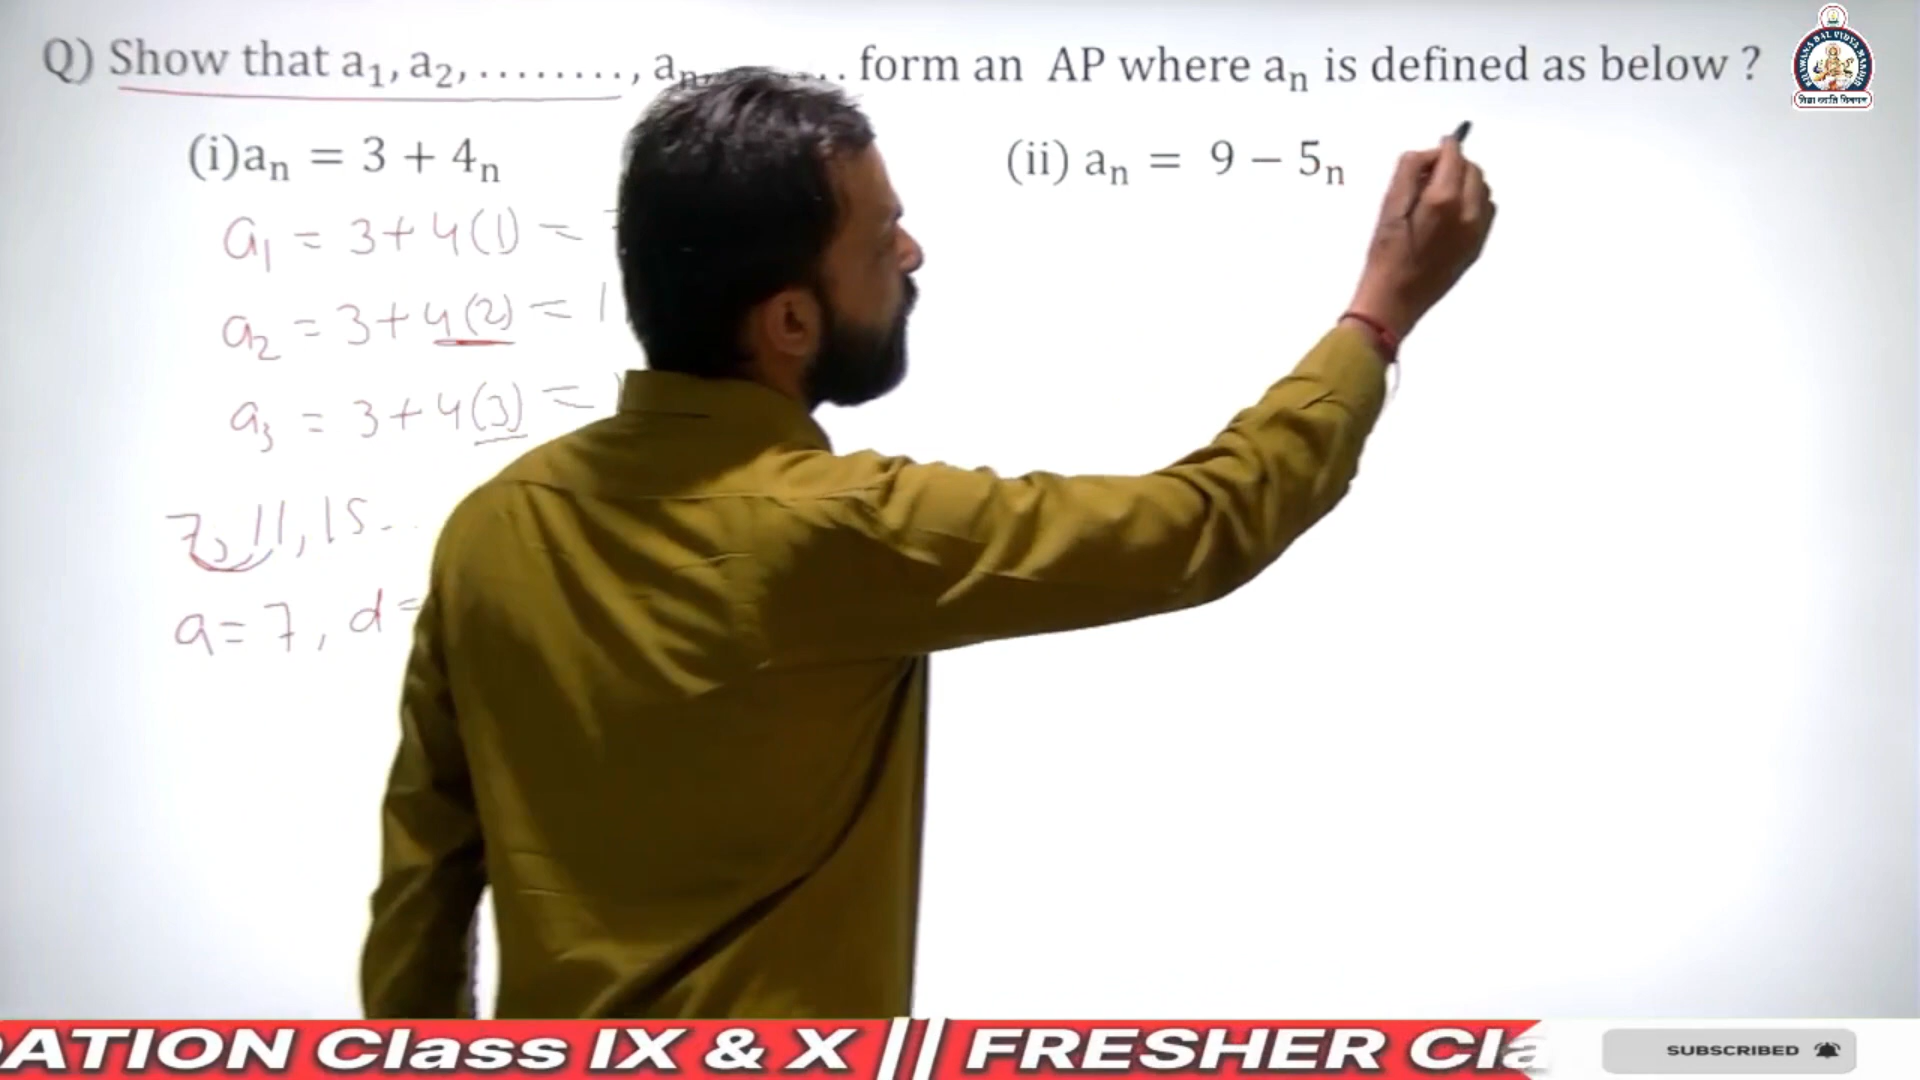 Q) Show that a₁, a₂, ........, aₙ, ... form an AP where aₙ is defined as below ?
(i)aₙ = 3 + 4ₙ
(ii) aₙ = 9 − 5ₙ
a₁ = 3+4(1) =
a₂ = 3+4(2) = 1
a₃ = 3+4(3) =
7, 11, 15...
a=7, d=
ATION Class IX & X || FRESHER Cla
SUBSCRIBED